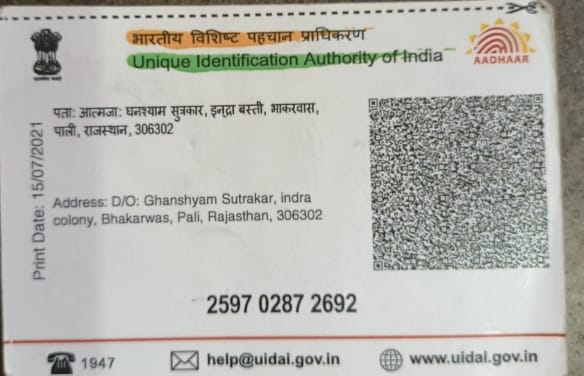 भारतीय विशिष्ट पहचान प्राधिकरण
Unique Identification Authority of India
AADHAAR
पता: आत्मजा: घनश्याम सुत्रकार, इन्द्रा बस्ती, भाकरवास,
पाली, राजस्थान, 306302
Print Date: 15/07/2021
Address: D/O: Ghanshyam Sutrakar, indra
colony, Bhakarwas, Pali, Rajasthan, 306302
2597 0287 2692
1947
help@uidai.gov.in
www.uidai.gov.in